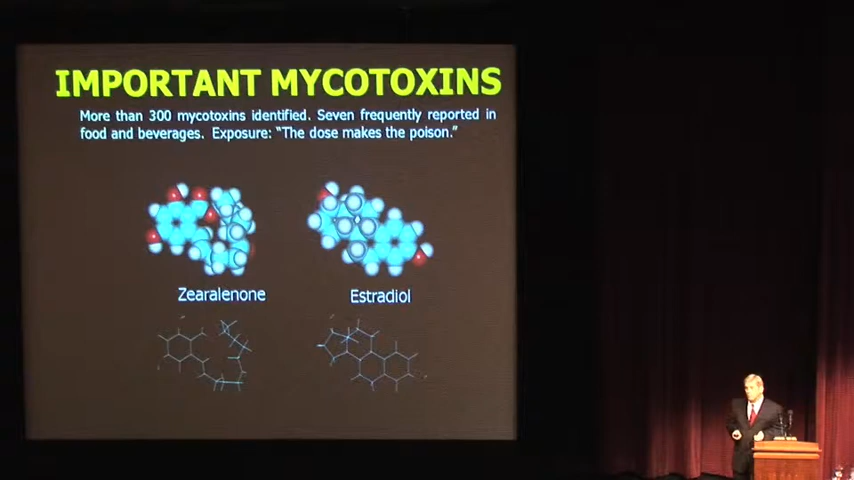 IMPORTANT MYCOTOXINS
More than 300 mycotoxins identified. Seven frequently reported in
food and beverages. Exposure: "The dose makes the poison."
Zearalenone
Estradiol